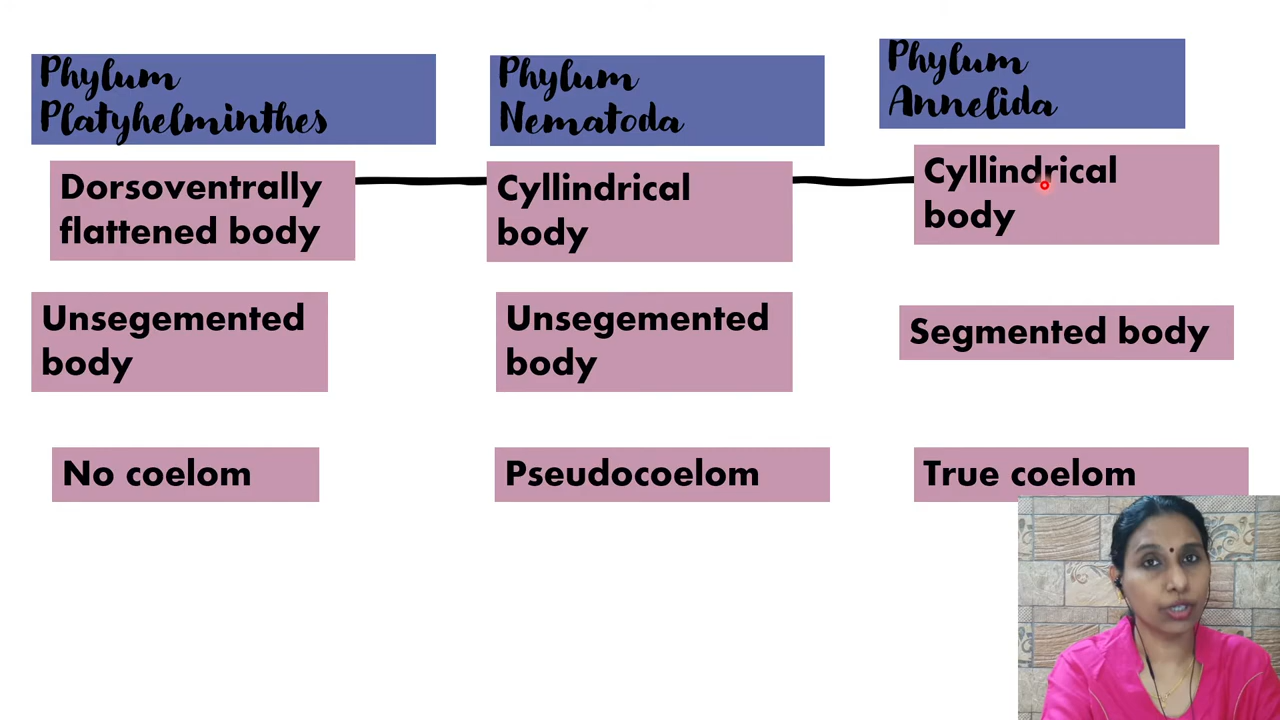 Phylum
Platyhelminthes
Dorsoventrally
flattened body
Unsegemented
body
No coelom
Phylum
Nematoda
Cyllindrical
body
Unsegemented
body
Pseudocoelom
Phylum
Annelida
Cyllindrical
body
Segmented body
True coelom